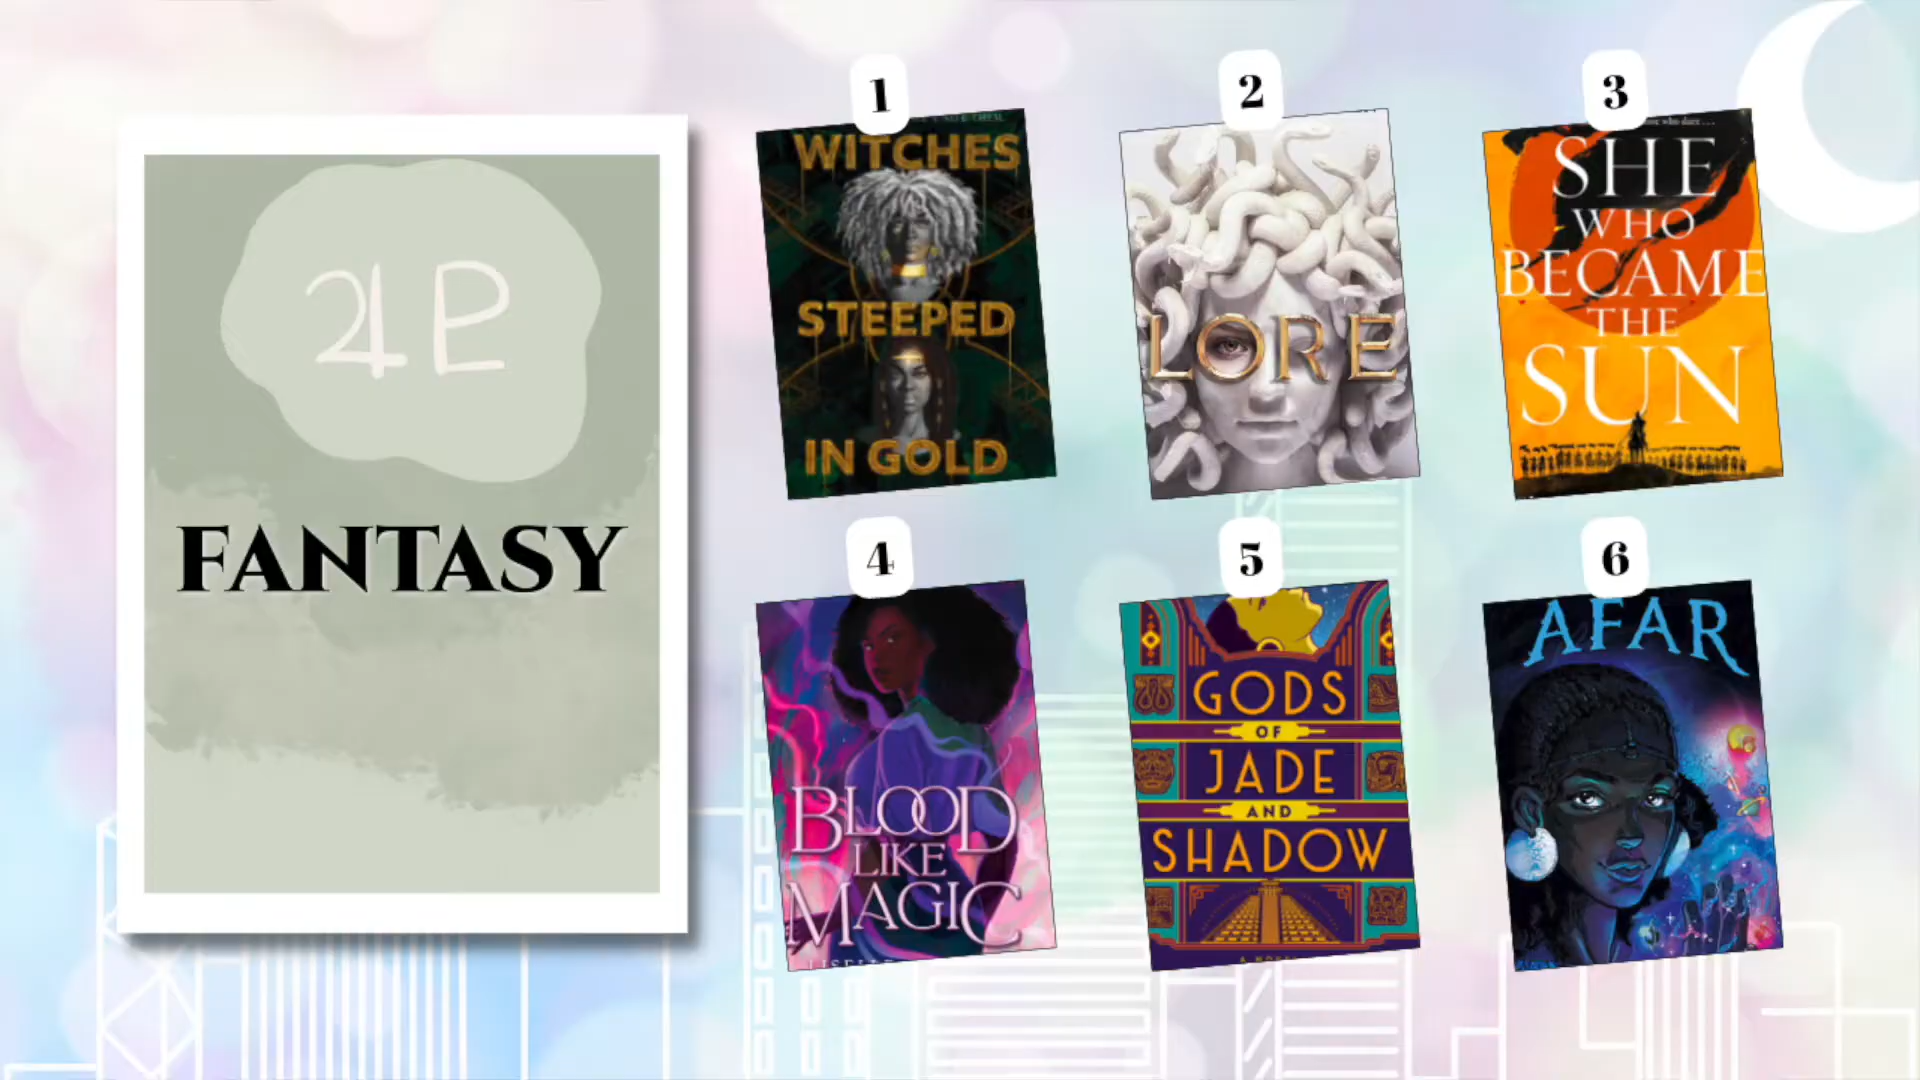 FANTASY
1
WITCHES
STEEPED
IN GOLD
2
LORE
3
SHE
WHO
BECAME
THE
SUN
4
BLOOD
LIKE
MAGIC
5
GODS
OF
JADE
AND
SHADOW
6
AFAR